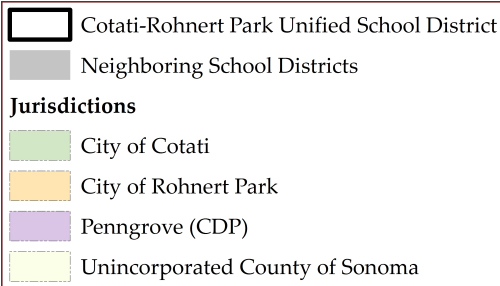 Cotati-Rohnert Park Unified School District
Neighboring School Districts
Jurisdictions
City of Cotati
City of Rohnert Park
Penngrove (CDP)
Unincorporated County of Sonoma